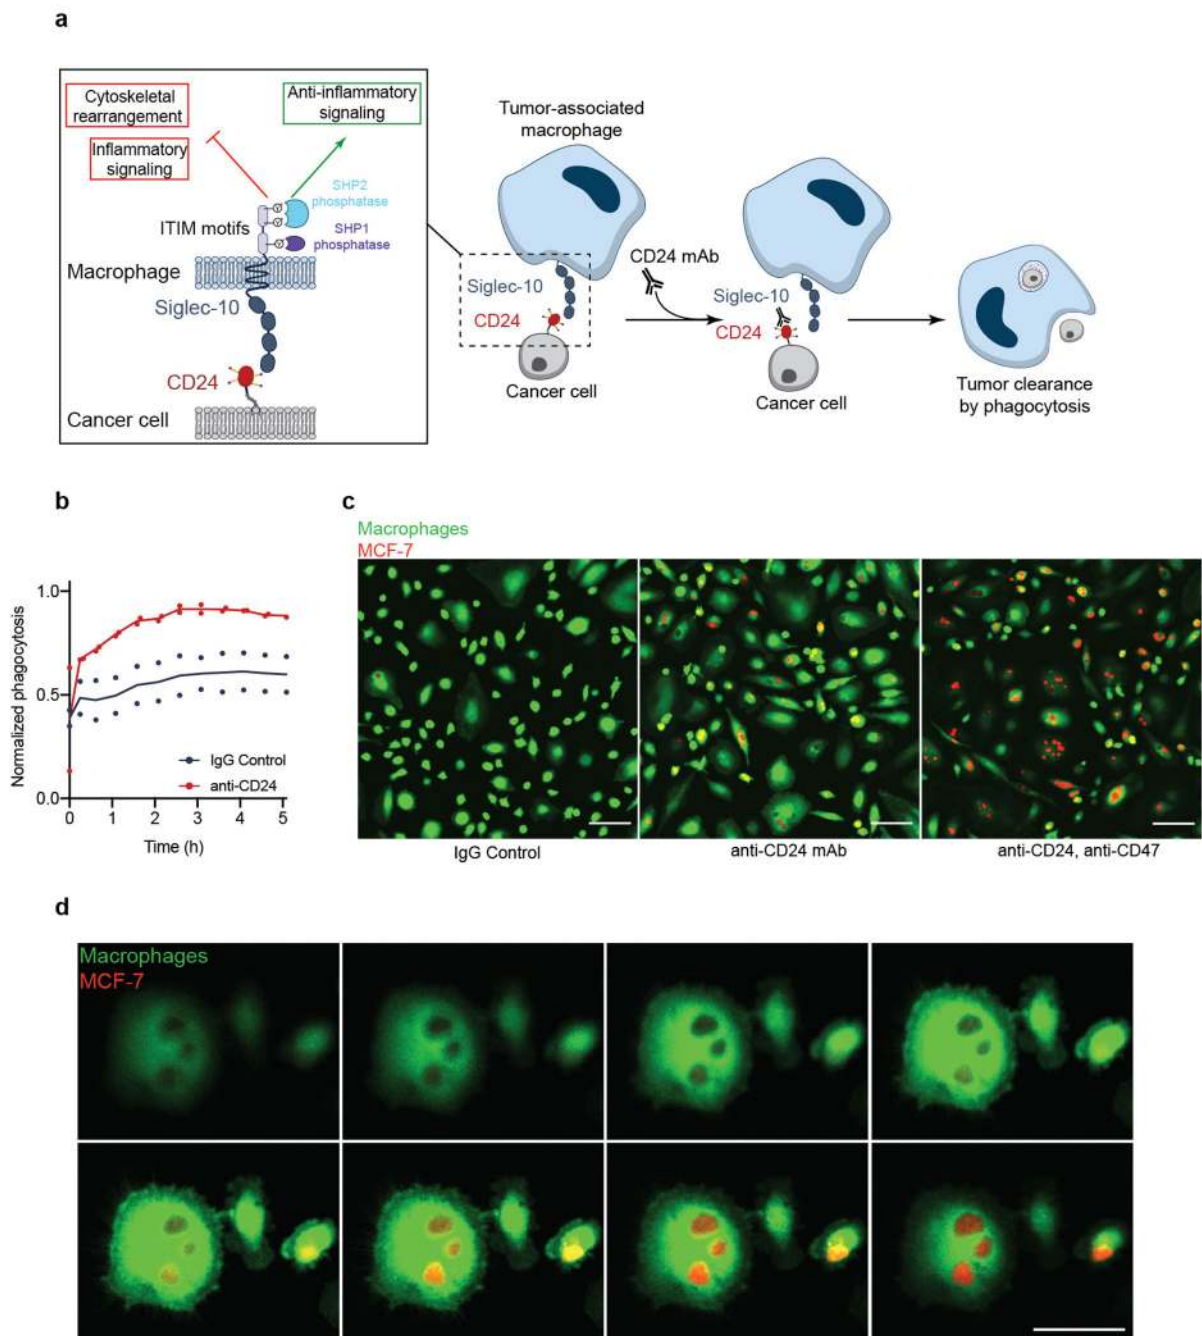 a
Cytoskeletal
rearrangement
Anti-inflammatory
signaling
Inflammatory
signaling
SHP2
phosphatase
ITIM motifs
SHP1
phosphatase
Macrophage
Siglec-10
CD24
Cancer cell
Tumor-associated
macrophage
Siglec-10
CD24
Cancer cell
CD24 mAb
Siglec-10
CD24
Cancer cell
Tumor clearance
by phagocytosis
b
Normalized phagocytosis
1.0
0.5
0.0
IgG Control
anti-CD24
0 1 2 3 4 5
Time (h)
c
Macrophages
MCF-7
IgG Control
anti-CD24 mAb
anti-CD24, anti-CD47
d
Macrophages
MCF-7